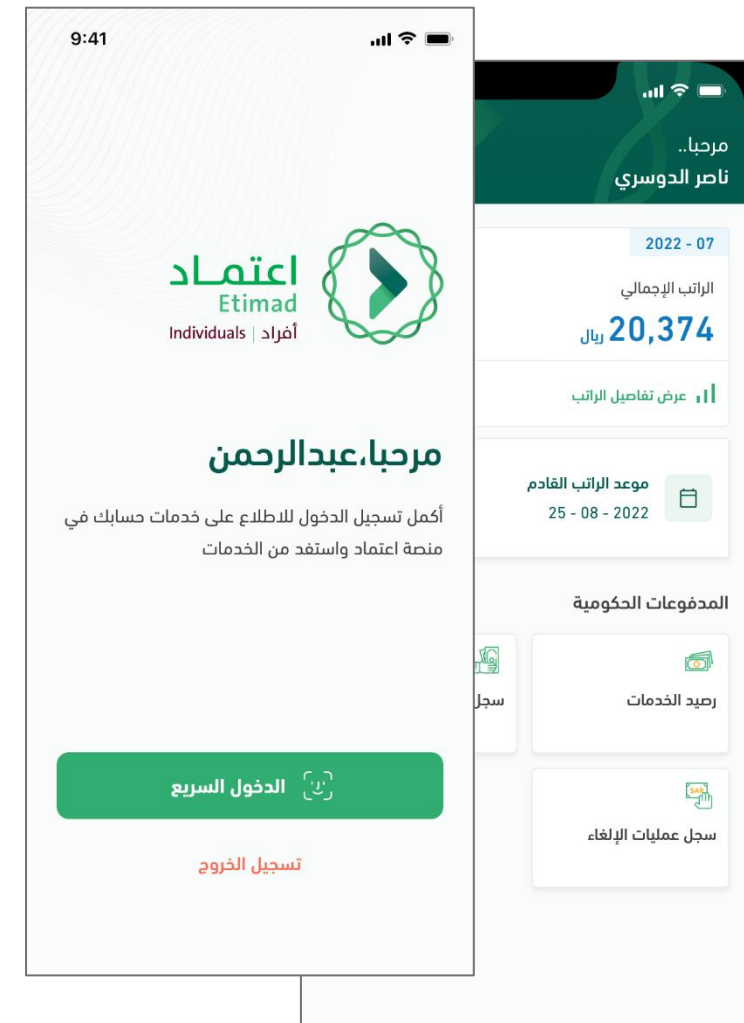 9:41
اعتمـاد
Etimad
أفراد | Individuals
مرحبا،عبدالرحمن
أكمل تسجيل الدخول للاطلاع على خدمات حسابك في
منصة اعتماد واستفد من الخدمات
الدخول السريع
تسجيل الخروج
مرحبا..
ناصر الدوسري
2022 - 07
الراتب الإجمالي
20,374 ريال
عرض تفاصيل الراتب
موعد الراتب القادم
25 - 08 - 2022
المدفوعات الحكومية
رصيد الخدمات
سجل
SAR
سجل عمليات الإلغاء